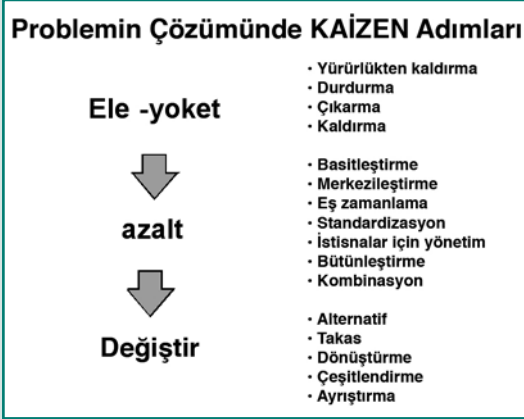 Problemin Çözümünde KAİZEN Adımları
Ele -yoket
· Yürürlükten kaldırma
· Durdurma
· Çıkarma
· Kaldırma
azalt
· Basitleştirme
· Merkezileştirme
· Eş zamanlama
· Standardizasyon
· İstisnalar için yönetim
· Bütünleştirme
· Kombinasyon
Değiştir
· Alternatif
· Takas
· Dönüştürme
· Çeşitlendirme
· Ayrıştırma